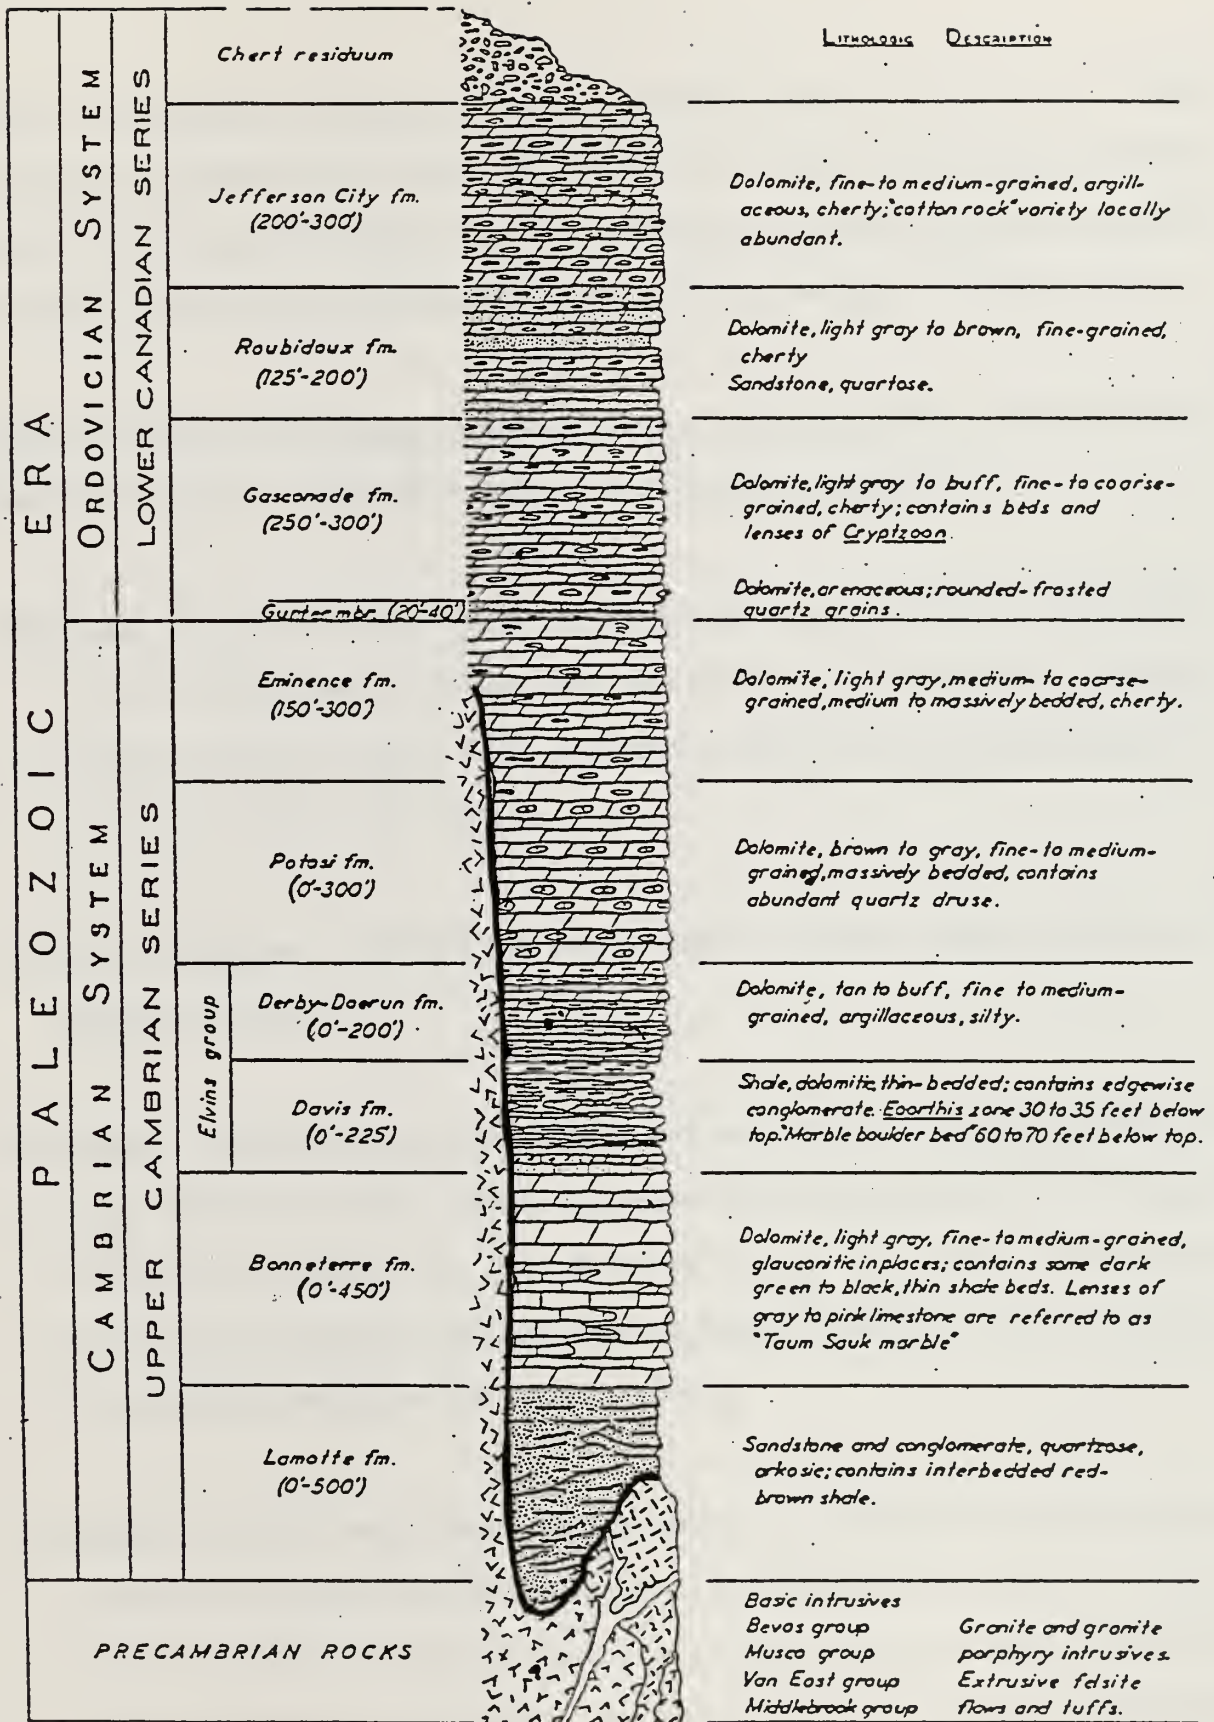 LITHOLOGIC DESCRIPTION
PALEOZOIC ERA
ORDOVICIAN SYSTEM
LOWER CANADIAN SERIES
Chert residuum
Jefferson City fm.
(200'-300')
Dolomite, fine- to medium-grained, argill-
aceous, cherty; "cotton rock" variety locally
abundant.
Roubidoux fm.
(125'-200')
Dolomite, light gray to brown, fine-grained,
cherty
Sandstone, quartose.
Gasconade fm.
(250'-300')
Dolomite, light gray to buff, fine- to coarse-
grained, cherty; contains beds and
lenses of Cryptzoon.
Gunter mbr. (20'-40')
Dolomite, arenaceous; rounded-frosted
quartz grains.
CAMBRIAN SYSTEM
UPPER CAMBRIAN SERIES
Eminence fm.
(150'-300')
Dolomite, light gray, medium- to coarse-
grained, medium to massively bedded, cherty.
Potosi fm.
(0'-300')
Dolomite, brown to gray, fine- to medium-
grained, massively bedded, contains
abundant quartz druse.
Elvins group
Derby-Doerun fm.
(0'-200')
Dolomite, tan to buff, fine to medium-
grained, argillaceous, silty.
Davis fm.
(0'-225')
Shale, dolomitic, thin-bedded; contains edgewise
conglomerate. Eoorthis zone 30 to 35 feet below
top. "Marble boulder bed" 60 to 70 feet below top.
Bonneterre fm.
(0'-450')
Dolomite, light gray, fine- to medium-grained,
glauconitic in places; contains some dark
green to black, thin shale beds. Lenses of
gray to pink limestone are referred to as
"Taum Sauk marble"
Lamotte fm.
(0'-500')
Sandstone and conglomerate, quartzose,
arkosic; contains interbedded red-
brown shale.
PRECAMBRIAN ROCKS
Basic intrusives
Bevos group
Musco group
Van East group
Middlebrook group
Granite and granite
porphyry intrusives.
Extrusive felsite
flows and tuffs.